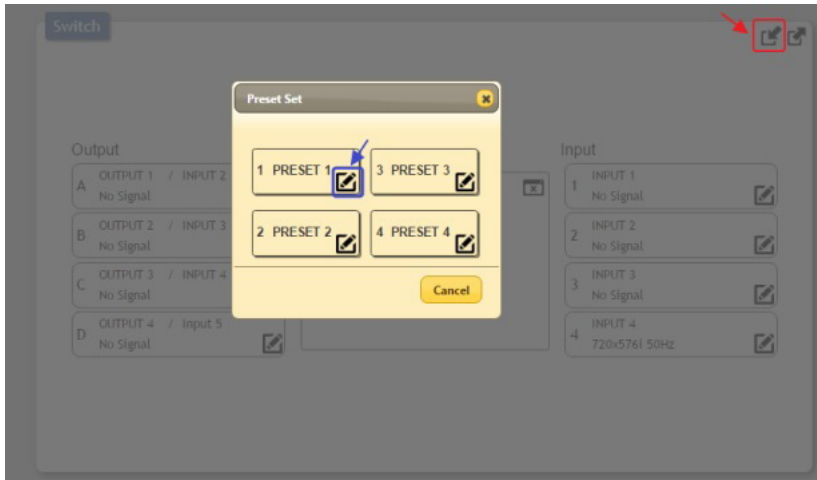 Switch
Preset Set
1 PRESET 1
3 PRESET 3
2 PRESET 2
4 PRESET 4
Cancel
Output
A OUTPUT 1 / INPUT 2
No Signal
B OUTPUT 2 / INPUT 3
No Signal
C OUTPUT 3 / INPUT 4
No Signal
D OUTPUT 4 / Input 5
No Signal
Input
1 INPUT 1
No Signal
2 INPUT 2
No Signal
3 INPUT 3
No Signal
4 INPUT 4
720x576i 50Hz